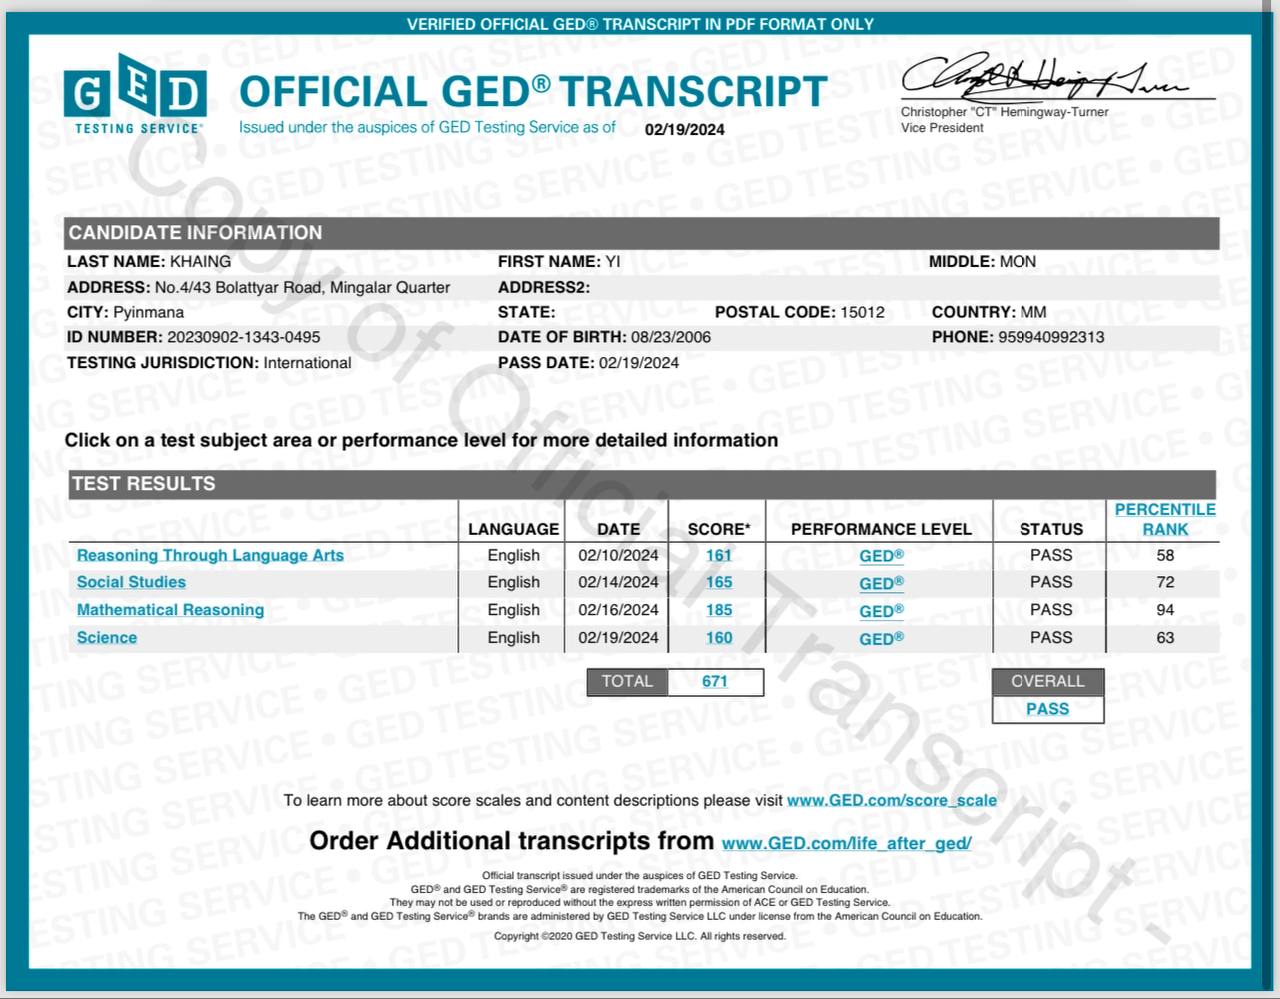 VERIFIED OFFICIAL GED® TRANSCRIPT IN PDF FORMAT ONLY
GED
TESTING SERVICE®
OFFICIAL GED® TRANSCRIPT
Issued under the auspices of GED Testing Service as of 02/19/2024
Christopher "CT" Hemingway-Turner
Vice President
CANDIDATE INFORMATION
LAST NAME: KHAING FIRST NAME: YI MIDDLE: MON
ADDRESS: No.4/43 Bolattyar Road, Mingalar Quarter ADDRESS2:
CITY: Pyinmana STATE: POSTAL CODE: 15012 COUNTRY: MM
ID NUMBER: 20230902-1343-0495 DATE OF BIRTH: 08/23/2006 PHONE: 959940992313
TESTING JURISDICTION: International PASS DATE: 02/19/2024
Click on a test subject area or performance level for more detailed information
TEST RESULTS
LANGUAGE DATE SCORE* PERFORMANCE LEVEL STATUS PERCENTILE RANK
Reasoning Through Language Arts English 02/10/2024 161 GED® PASS 58
Social Studies English 02/14/2024 165 GED® PASS 72
Mathematical Reasoning English 02/16/2024 185 GED® PASS 94
Science English 02/19/2024 160 GED® PASS 63
TOTAL 671 OVERALL
PASS
To learn more about score scales and content descriptions please visit www.GED.com/score_scale
Order Additional transcripts from www.GED.com/life_after_ged/
Official transcript issued under the auspices of GED Testing Service.
GED® and GED Testing Service® are registered trademarks of the American Council on Education.
They may not be used or reproduced without the express written permission of ACE or GED Testing Service.
The GED® and GED Testing Service® brands are administered by GED Testing Service LLC under license from the American Council on Education.
Copyright ©2020 GED Testing Service LLC. All rights reserved.
Copy of Official Transcript -